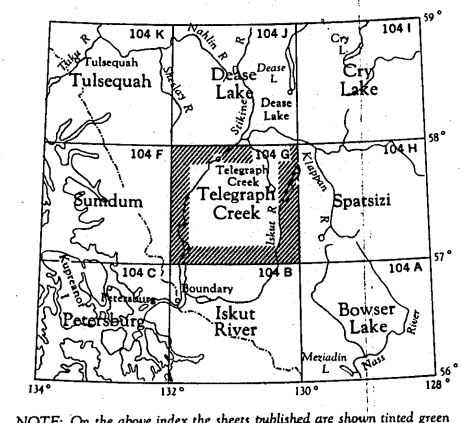 59°
104 K
104 J
104 I
Taku R
Tulsequah
Tulsequah
Sheslay R
Nahlin R
Dease
Lake
Dease
L
Dease
Lake
Stikine
Cry
L
Cry
Lake
58°
104 F
104 G
104 H
Sumdum
Telegraph
Creek
Telegraph
Creek
Iskut R
Klappan
R
Spatsizi
57°
104 C
104 B
104 A
Kupreanof
I
Petersburg
Petersburg
Boundary
Iskut
River
Bowser
Lake
River
Meziadin
L
Nass
56°
134°
132°
130°
128°
NOTE: On the above index the sheets published are shown tinted green